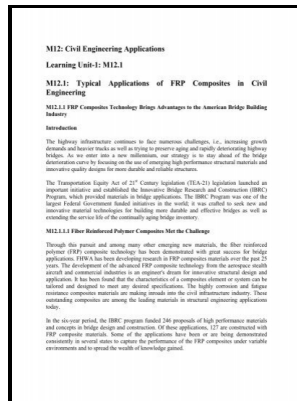 M12: Civil Engineering Applications
Learning Unit-1: M12.1
M12.1: Typical Applications of FRP Composites in Civil
Engineering
M12.1.1 FRP Composites Technology Brings Advantages to the American Bridge Building
Industry
Introduction
The highway infrastructure continues to face numerous challenges, i.e., increasing growth
demands and heavier trucks as well as trying to preserve aging and rapidly deteriorating highway
bridges. As we enter into a new millennium, our strategy is to stay ahead of the bridge
deterioration curve by focusing on the use of emerging high performance structural materials and
innovative quality designs for more durable and reliable structures.
The Transportation Equity Act of 21st Century legislation (TEA-21) legislation launched an
important initiative and established the Innovative Bridge Research and Construction (IBRC)
Program, which provided materials in bridge applications. The IBRC Program was one of the
largest Federal Government funded initiatives in the world; it was crafted to seek new and
innovative material technologies for building more durable and effective bridges as well as
extending the service life of the continually aging bridge inventory.
M12.1.1.1 Fiber Reinforced Polymer Composites Met the Challenge
Through this pursuit and among many other emerging new materials, the fiber reinforced
polymer (FRP) composite technology has been demonstrated with great success for bridge
applications. FHWA has been developing research in FRP composites materials over the past 25
years. The development of the advanced FRP composite technology from the aerospace stealth
aircraft and commercial industries is an engineer's dream for innovative structural design and
application. It has been found that the characteristics of a composites element or system can be
tailored and designed to meet any desired specifications. The highly corrosion and fatigue
resistance composites materials are making inroads into the civil infrastructure industry. These
outstanding composites are among the leading materials in structural engineering applications
today.
In the six-year period, the IBRC program funded 246 proposals of high performance materials
and concepts in bridge design and construction. Of these applications, 127 are constructed with
FRP composite materials. Some of the applications have been or are being demonstrated
consistently in several states to capture the performance of the FRP composites under variable
environments and to spread the wealth of knowledge gained.